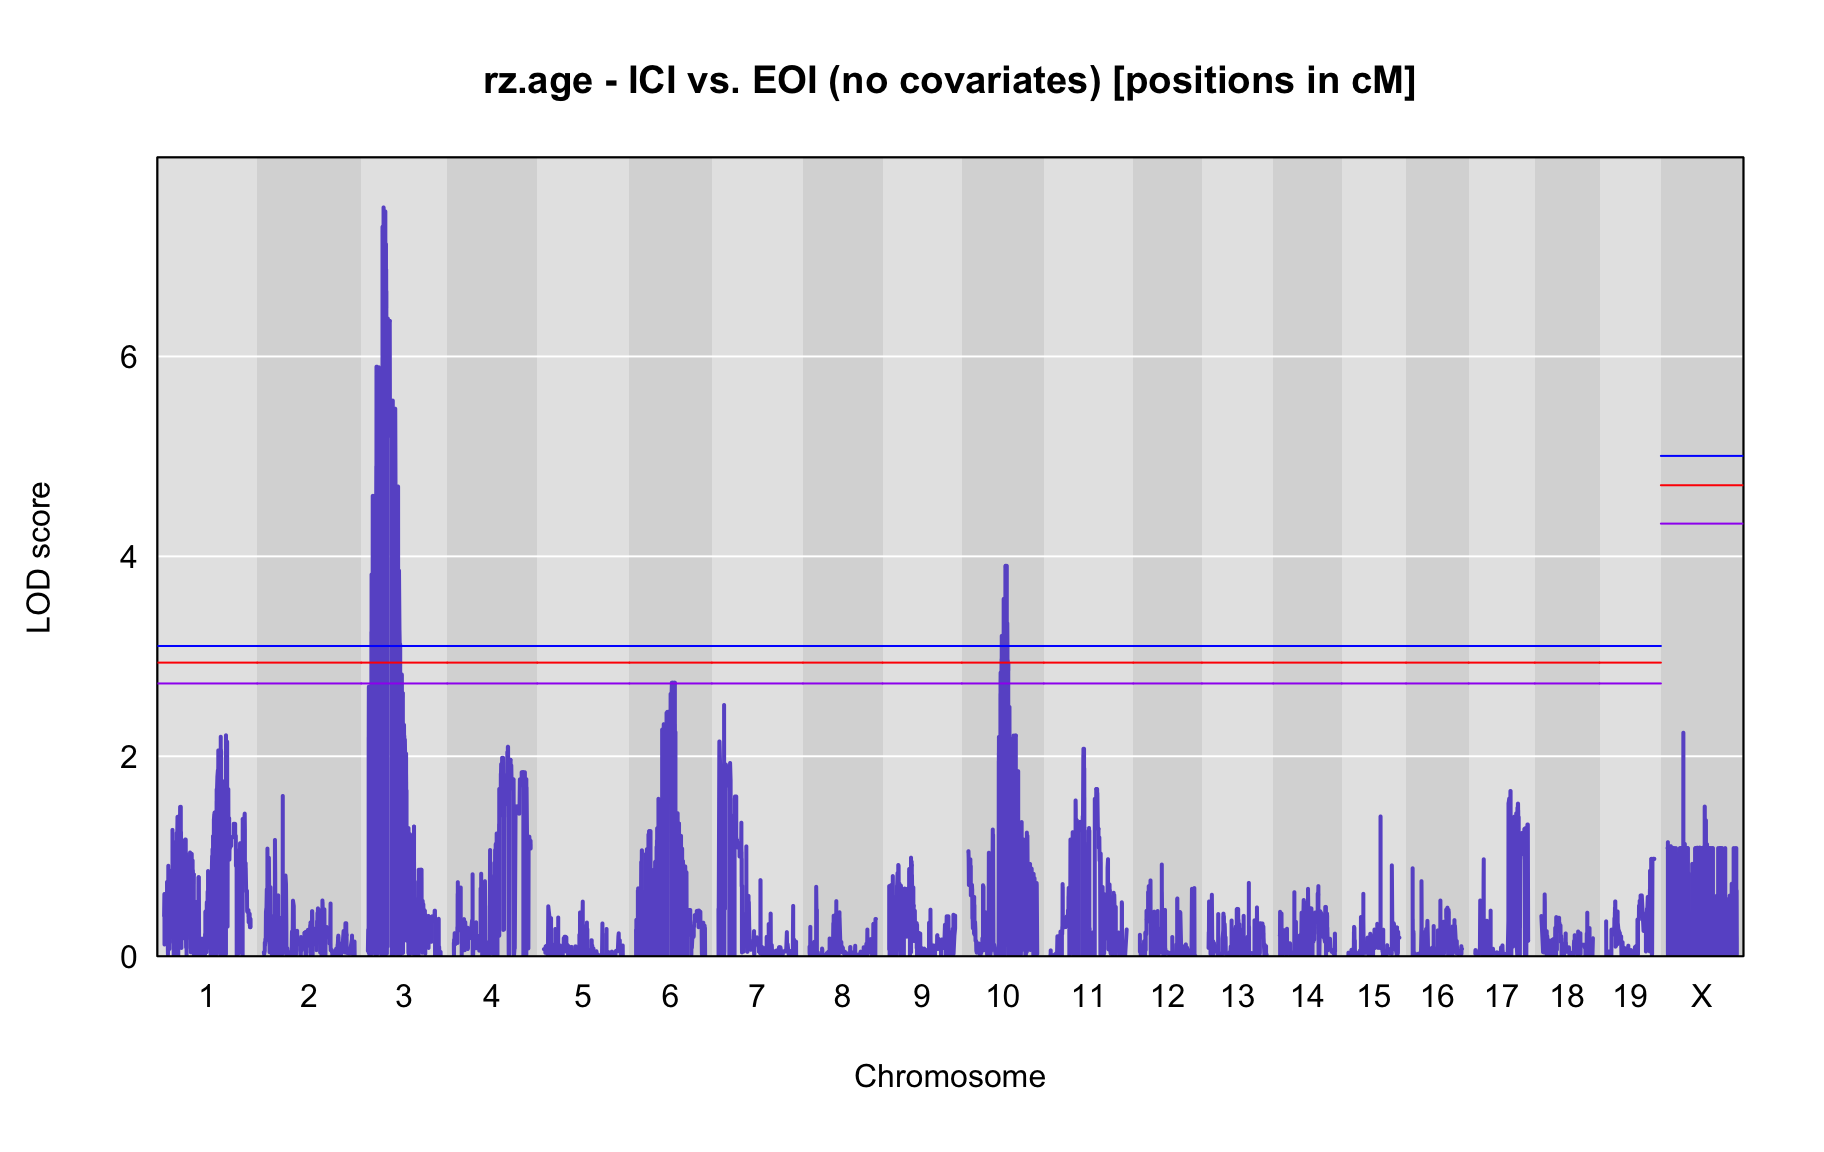 rz.age - ICI vs. EOI (no covariates) [positions in cM]
LOD score
6
4
2
0
1 2 3 4 5 6 7 8 9 10 11 12 13 14 15 16 17 18 19 X
Chromosome